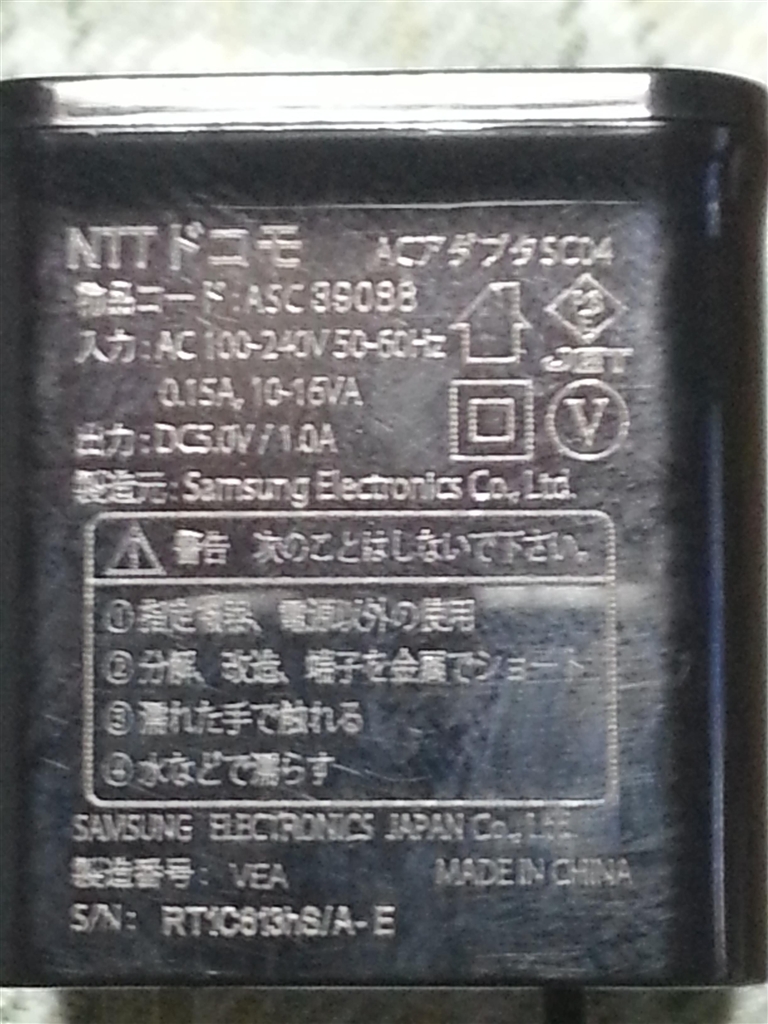 NTTドコモ ACアダプタSC04
物品コード:ASC39098
入力:AC 100-240V 50-60Hz
0.15A, 10-16VA
出力:DC5.0V/1.0A
JET
V
製造元:Samsung Electronics Co., Ltd.
警告 次のことはしないで下さい。
①指定機器、電源以外の使用
②分解、改造、端子を金属でショート
③濡れた手で触れる
④水などで濡らす
SAMSUNG ELECTRONICS JAPAN Co., Ltd.
製造番号: VEA MADE IN CHINA
S/N: